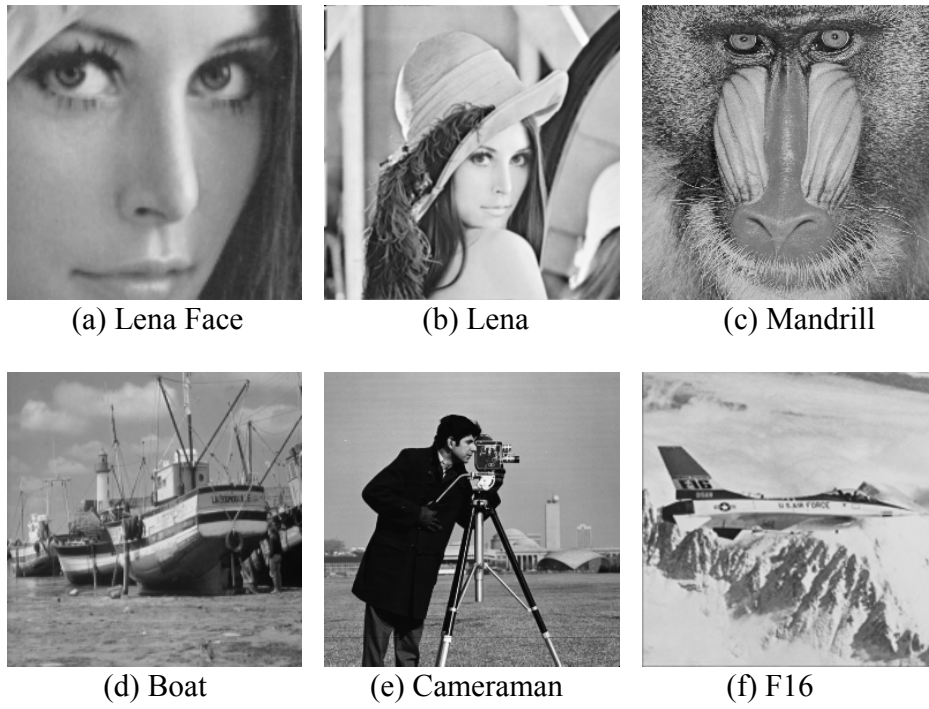 (a) Lena Face
(b) Lena
(c) Mandrill
(d) Boat
(e) Cameraman
(f) F16
F16
U.S. AIR FORCE